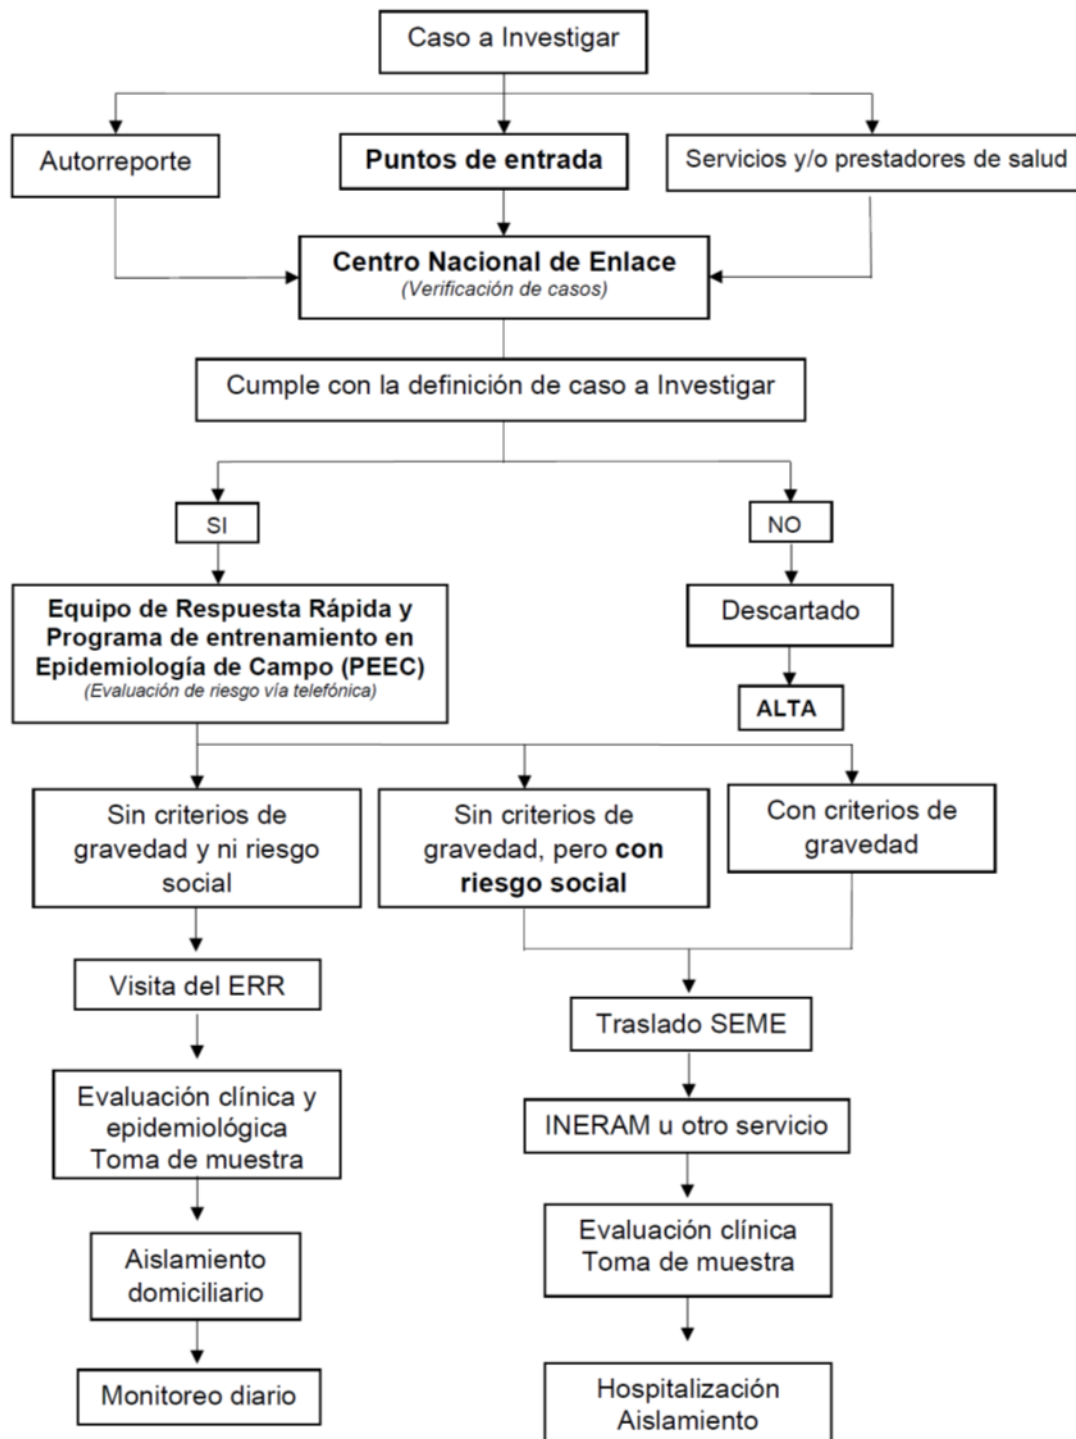 Caso a Investigar
Autorreporte
Puntos de entrada
Servicios y/o prestadores de salud
Centro Nacional de Enlace
(Verificación de casos)
Cumple con la definición de caso a Investigar
SI
NO
Equipo de Respuesta Rápida y
Programa de entrenamiento en
Epidemiología de Campo (PEEC)
(Evaluación de riesgo vía telefónica)
Descartado
ALTA
Sin criterios de
gravedad y ni riesgo
social
Sin criterios de
gravedad, pero con
riesgo social
Con criterios de
gravedad
Visita del ERR
Traslado SEME
Evaluación clínica y
epidemiológica
Toma de muestra
INERAM u otro servicio
Evaluación clínica
Toma de muestra
Aislamiento
domiciliario
Monitoreo diario
Hospitalización
Aislamiento